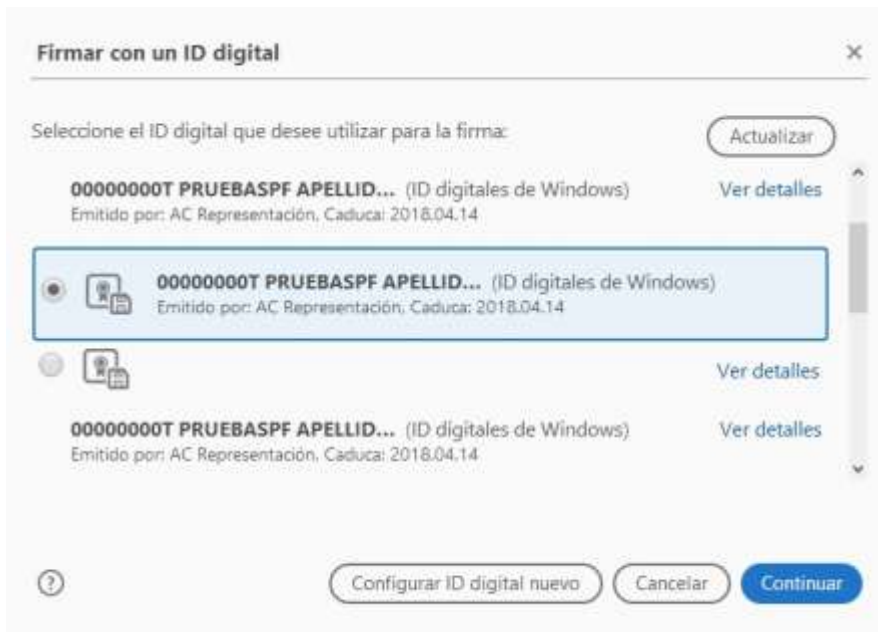 Firmar con un ID digital
Seleccione el ID digital que desee utilizar para la firma:
Actualizar
00000000T PRUEBASPF APELLID... (ID digitales de Windows)
Ver detalles
Emitido por: AC Representación, Caduca: 2018.04.14
00000000T PRUEBASPF APELLID... (ID digitales de Windows)
Emitido por: AC Representación, Caduca: 2018.04.14
Ver detalles
00000000T PRUEBASPF APELLID... (ID digitales de Windows)
Ver detalles
Emitido por: AC Representación, Caduca: 2018.04.14
?
Configurar ID digital nuevo
Cancelar
Continuar